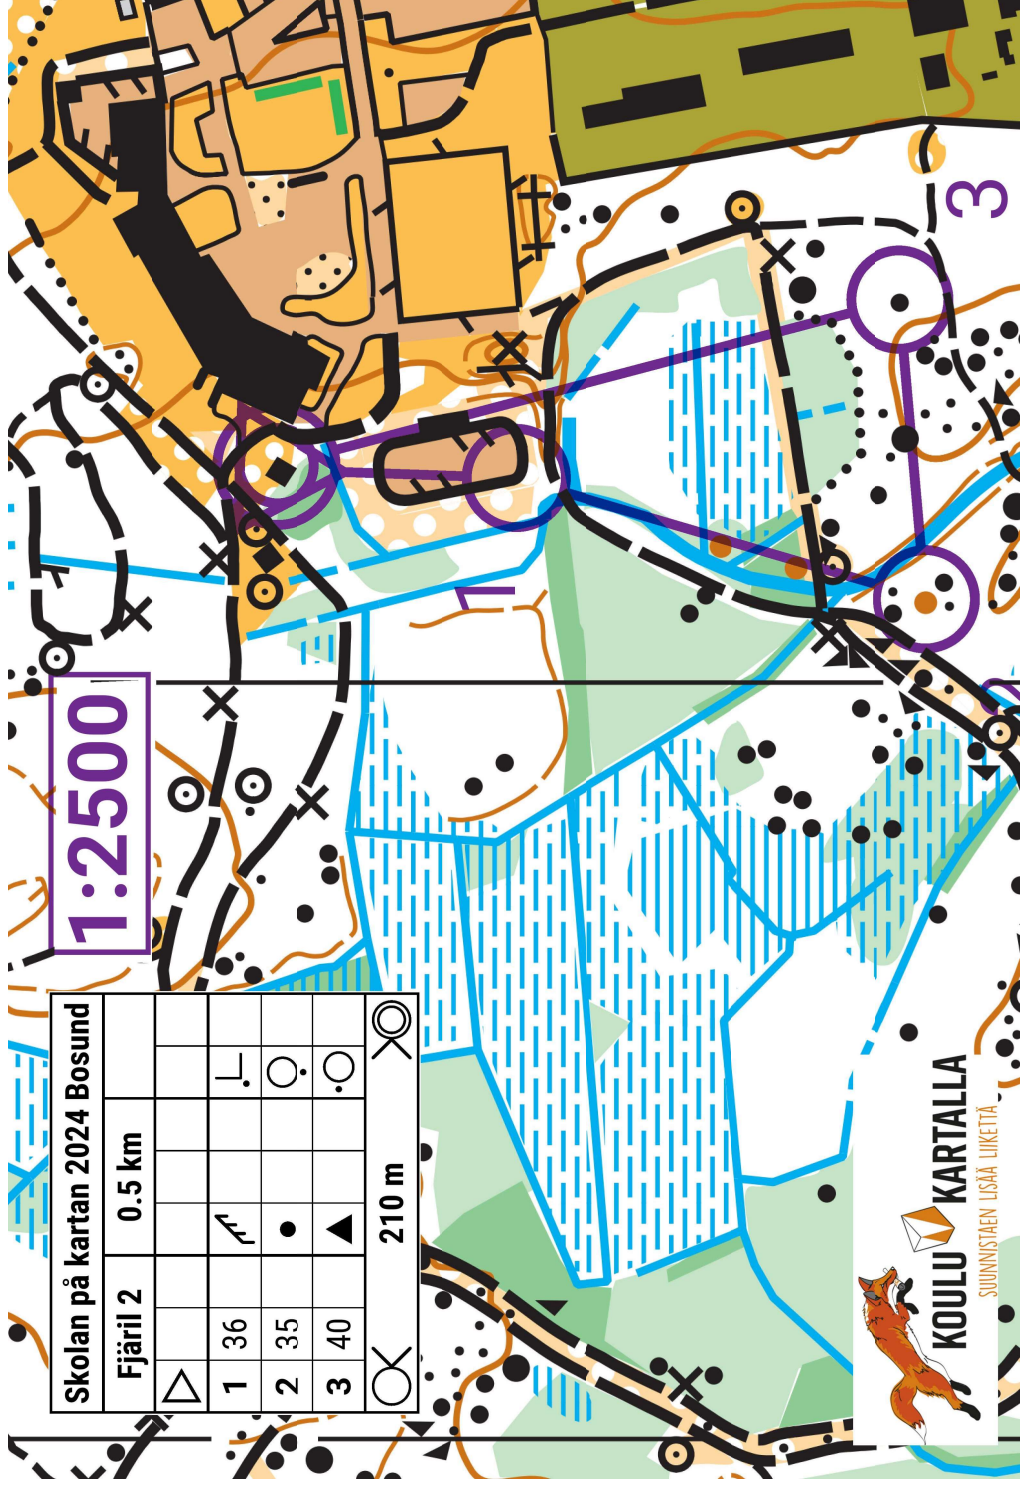 1:2500
Skolan på kartan 2024 Bosund
Fjäril 2 0.5 km
1 36
2 35
3 40
210 m
1
2
3
KOULU KARTALLA
SUUNNISTAEN LISÄÄ LIIKETTÄ